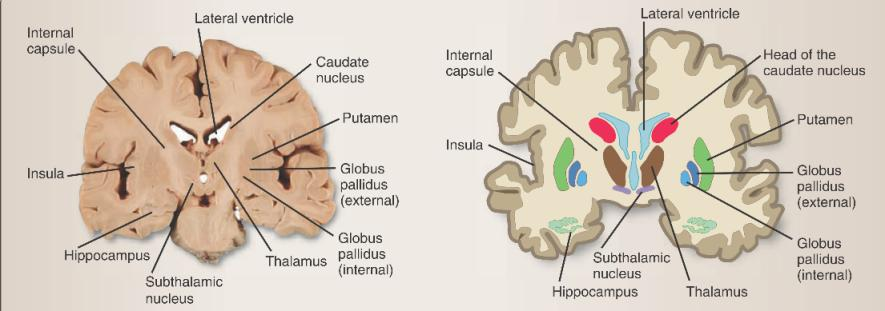 Lateral ventricle
Internal
capsule
Caudate
nucleus
Putamen
Insula
Globus
pallidus
(external)
Globus
pallidus
(internal)
Hippocampus
Thalamus
Subthalamic
nucleus
Lateral ventricle
Internal
capsule
Head of the
caudate nucleus
Putamen
Insula
Globus
pallidus
(external)
Globus
pallidus
(internal)
Subthalamic
nucleus
Hippocampus
Thalamus